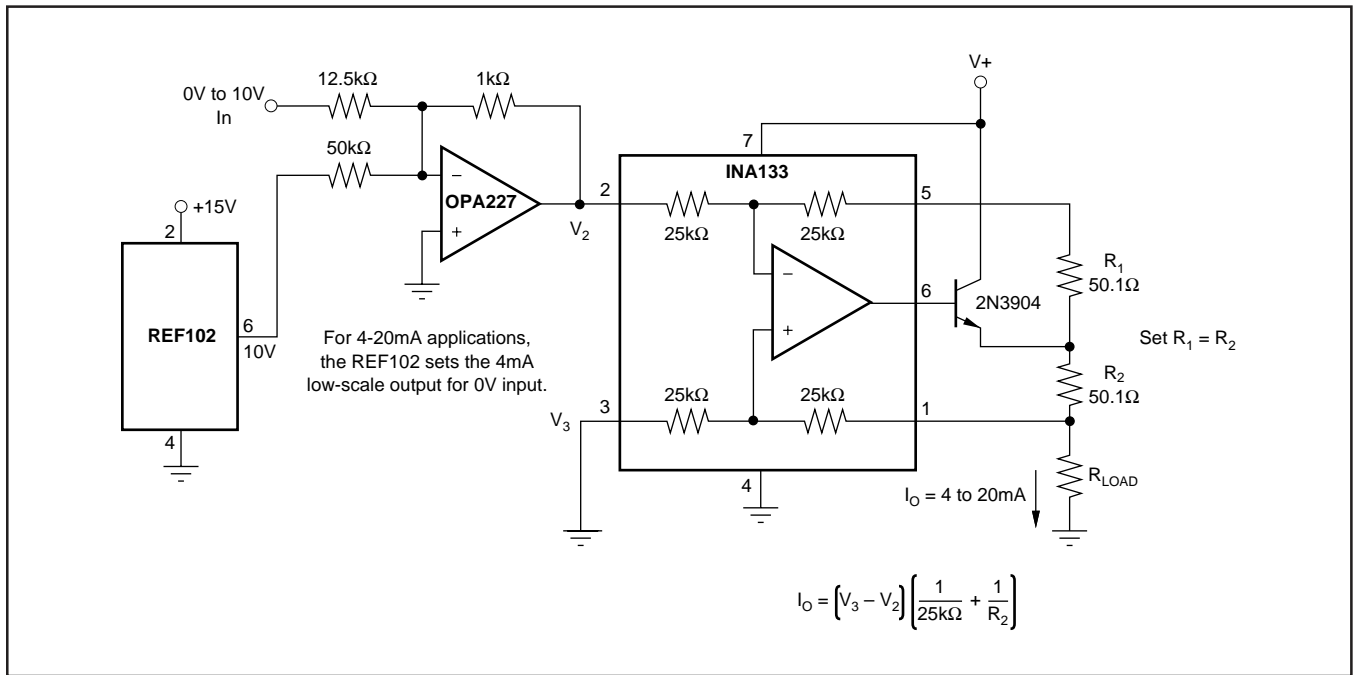 0V to 10V
In
12.5kΩ
1kΩ
50kΩ
OPA227
+15V
2
REF102
6
10V
4
For 4-20mA applications,
the REF102 sets the 4mA
low-scale output for 0V input.
V2
V+
7
INA133
2
25kΩ
25kΩ
5
6
2N3904
R1
50.1Ω
Set R1 = R2
R2
50.1Ω
V3
3
25kΩ
25kΩ
1
4
RLOAD
IO = 4 to 20mA
IO = (V3 – V2) (1/25kΩ + 1/R2)